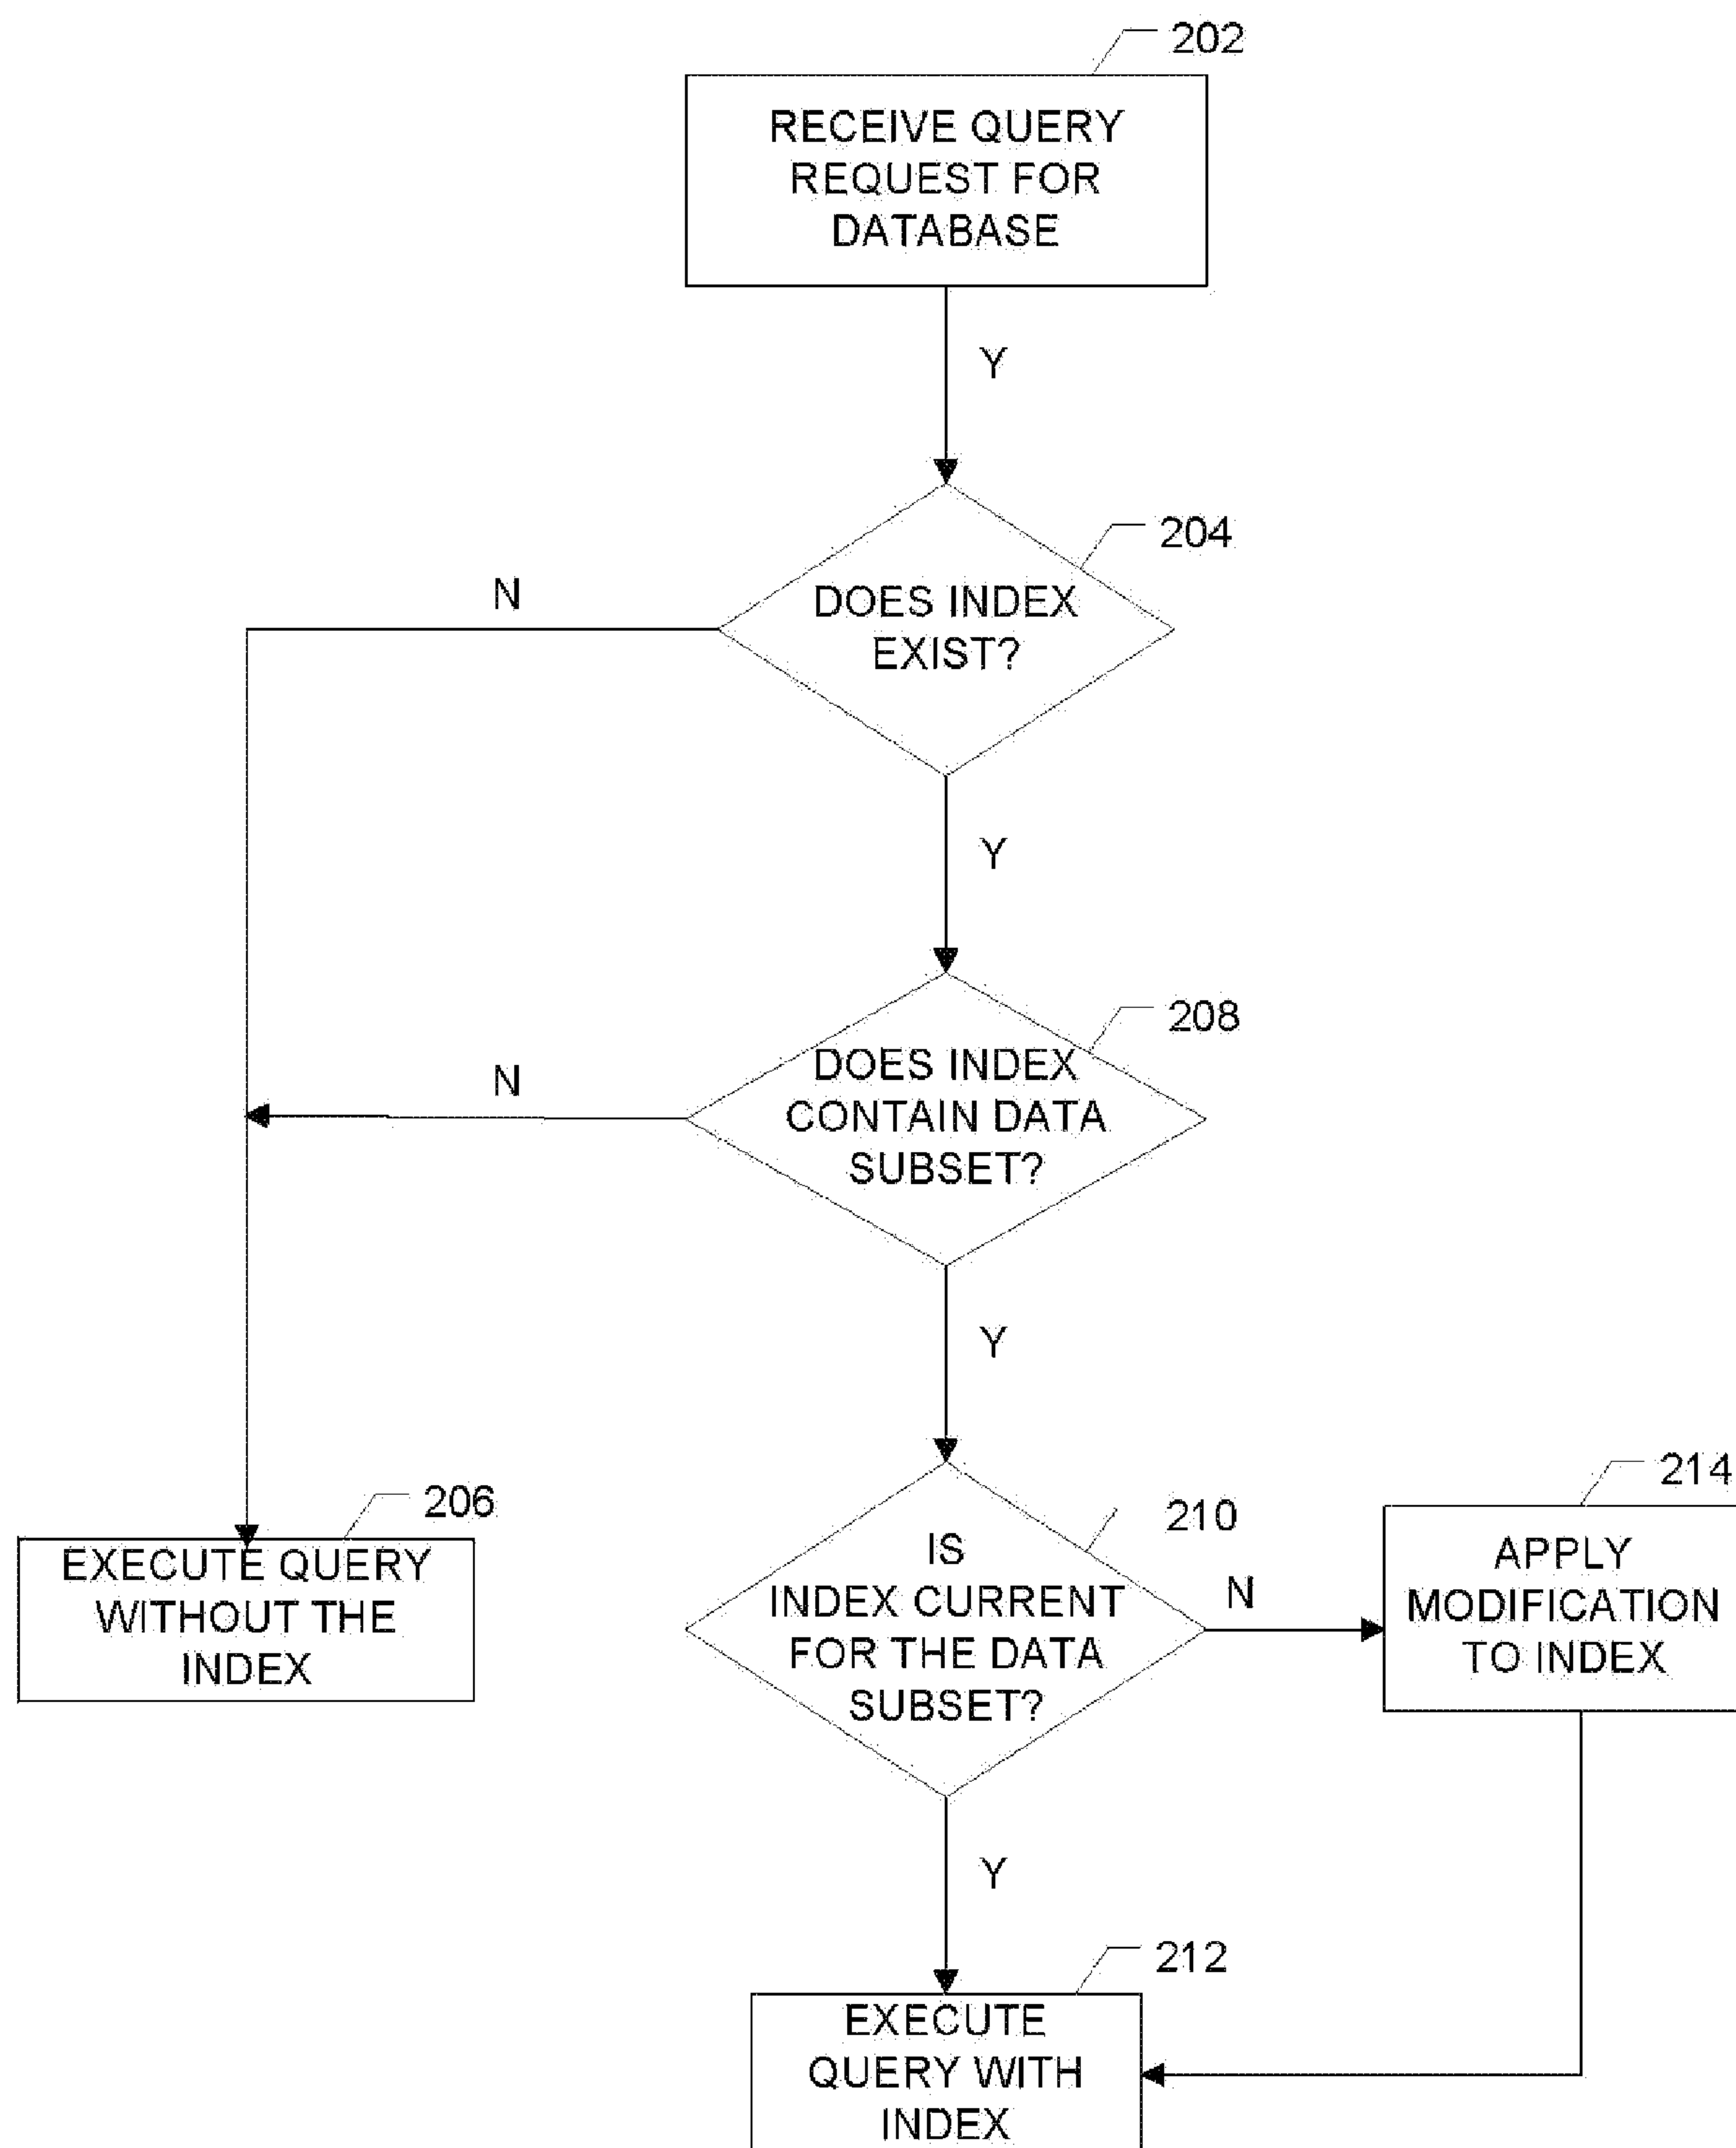 202
RECEIVE QUERY
REQUEST FOR
DATABASE
Y
204
N
DOES INDEX
EXIST?
Y
208
N
DOES INDEX
CONTAIN DATA
SUBSET?
Y
206
EXECUTE QUERY
WITHOUT THE
INDEX
210
IS
INDEX CURRENT
FOR THE DATA
SUBSET?
N
214
APPLY
MODIFICATION
TO INDEX
Y
212
EXECUTE
QUERY WITH
INDEX